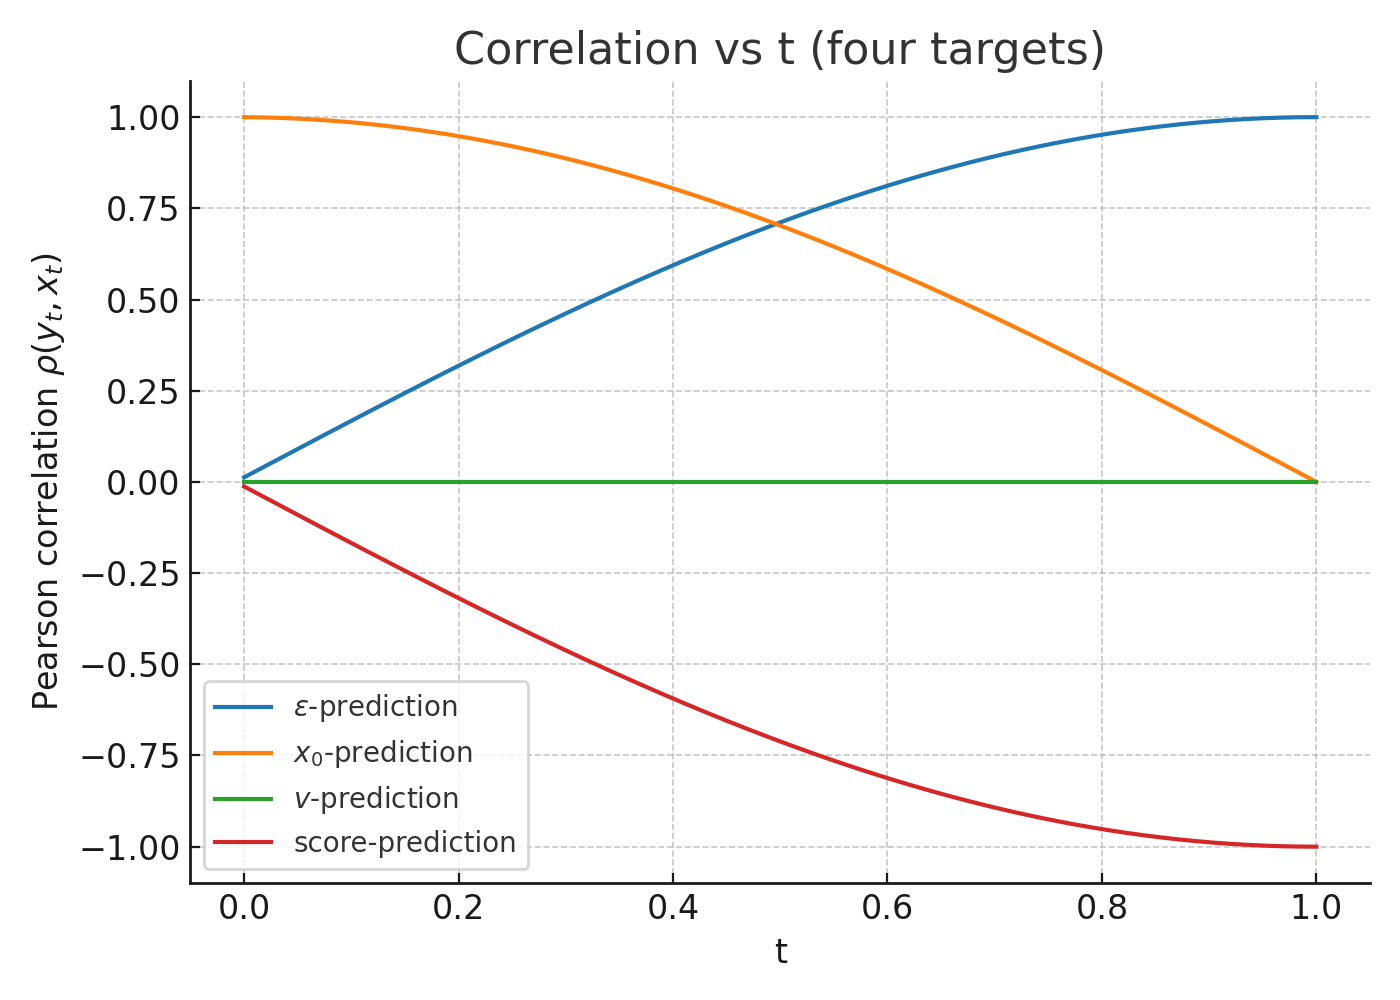 Correlation vs t (four targets)
Pearson correlation ρ(yₜ, xₜ)
1.00
0.75
0.50
0.25
0.00
−0.25
−0.50
−0.75
−1.00
ε-prediction
x₀-prediction
v-prediction
score-prediction
0.0 0.2 0.4 0.6 0.8 1.0
t